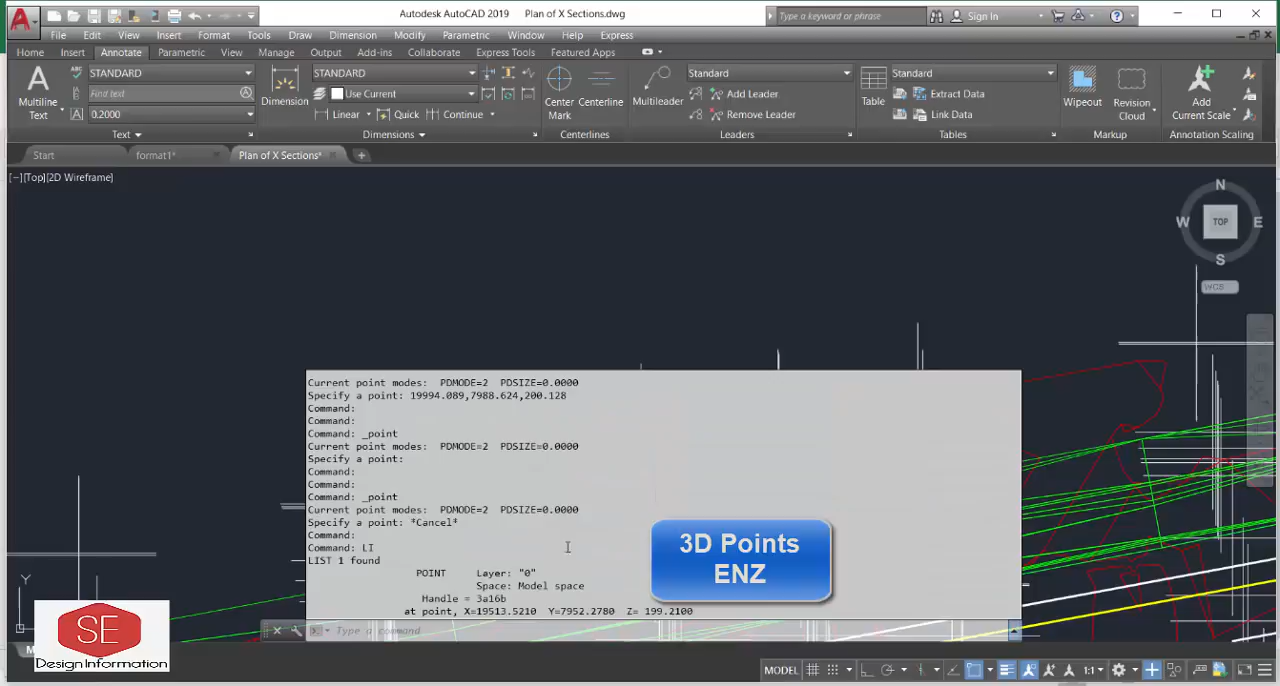 Autodesk AutoCAD 2019 Plan of X Sections.dwg
Type a keyword or phrase
Sign In
File Edit View Insert Format Tools Draw Dimension Modify Parametric Window Help Express
Home Insert Annotate Parametric View Manage Output Add-ins Collaborate Express Tools Featured Apps
STANDARD
Find text
0.2000
Multiline
Text
Text
Dimension
STANDARD
Use Current
Linear Quick Continue
Dimensions
Center
Mark
Centerline
Centerlines
Multileader
Standard
Add Leader
Remove Leader
Leaders
Table
Standard
Extract Data
Link Data
Tables
Wipeout
Revision
Cloud
Markup
Add
Current Scale
Annotation Scaling
Start format1* Plan of X Sections*
[−][Top][2D Wireframe]
N
W TOP E
S
WCS
Current point modes: PDMODE=2 PDSIZE=0.0000
Specify a point: 19994.089,7988.624,200.128
Command:
Command:
Command: _point
Current point modes: PDMODE=2 PDSIZE=0.0000
Specify a point:
Command:
Command:
Command: _point
Current point modes: PDMODE=2 PDSIZE=0.0000
Specify a point: *Cancel*
Command:
Command: LI
LIST 1 found
POINT Layer: "0"
Space: Model space
Handle = 3a16b
at point, X=19513.5210 Y=7952.2780 Z= 199.2100
Type a command
3D Points
ENZ
Y
SE
Design Information
MODEL
1:1